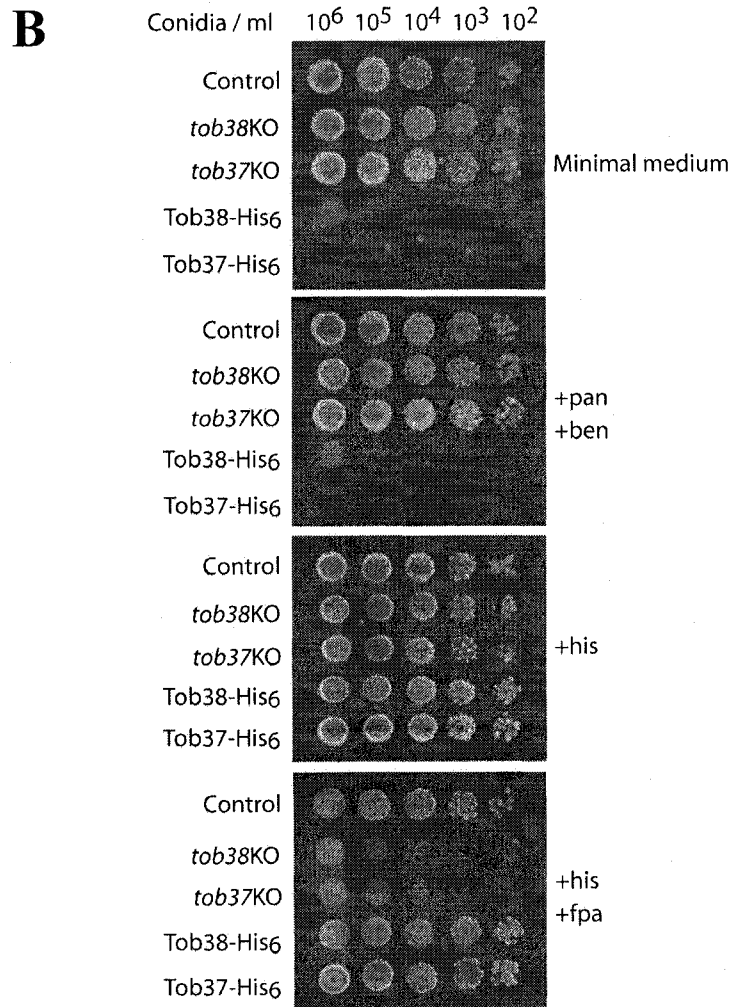 B
Conidia / ml 10⁶ 10⁵ 10⁴ 10³ 10²
Control
tob38KO
tob37KO
Minimal medium
Tob38-His6
Tob37-His6
Control
tob38KO
tob37KO
+pan
+ben
Tob38-His6
Tob37-His6
Control
tob38KO
tob37KO
+his
Tob38-His6
Tob37-His6
Control
tob38KO
tob37KO
+his
+fpa
Tob38-His6
Tob37-His6